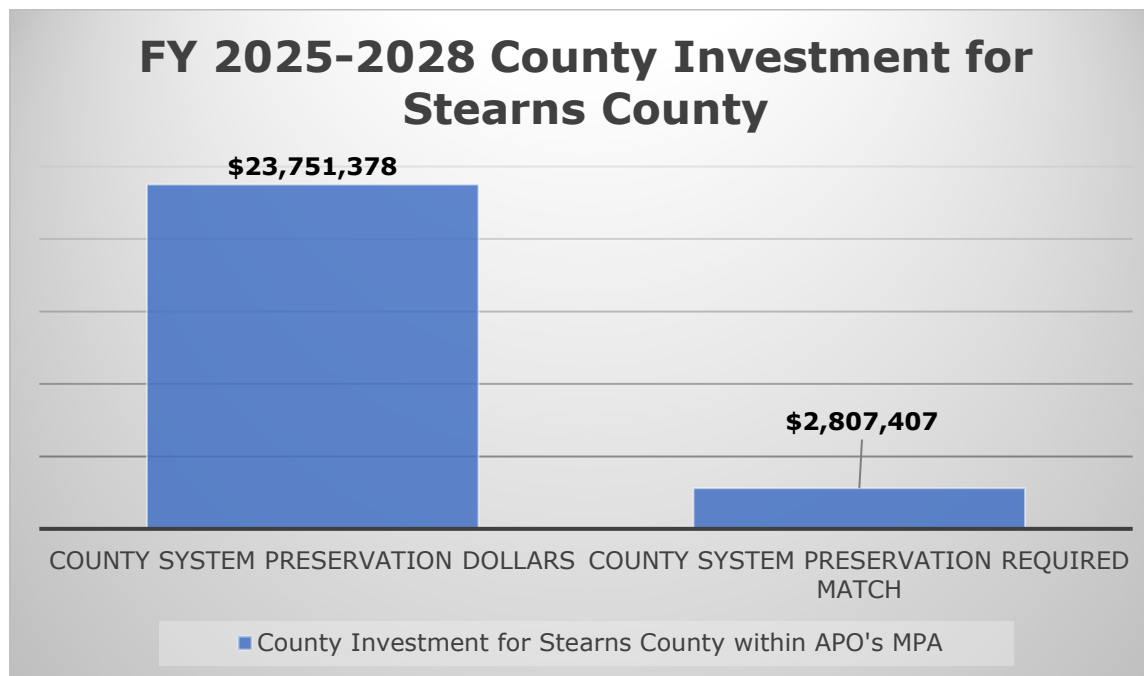 FY 2025-2028 County Investment for
Stearns County
$23,751,378
$2,807,407
COUNTY SYSTEM PRESERVATION DOLLARS
COUNTY SYSTEM PRESERVATION REQUIRED
MATCH
County Investment for Stearns County within APO's MPA